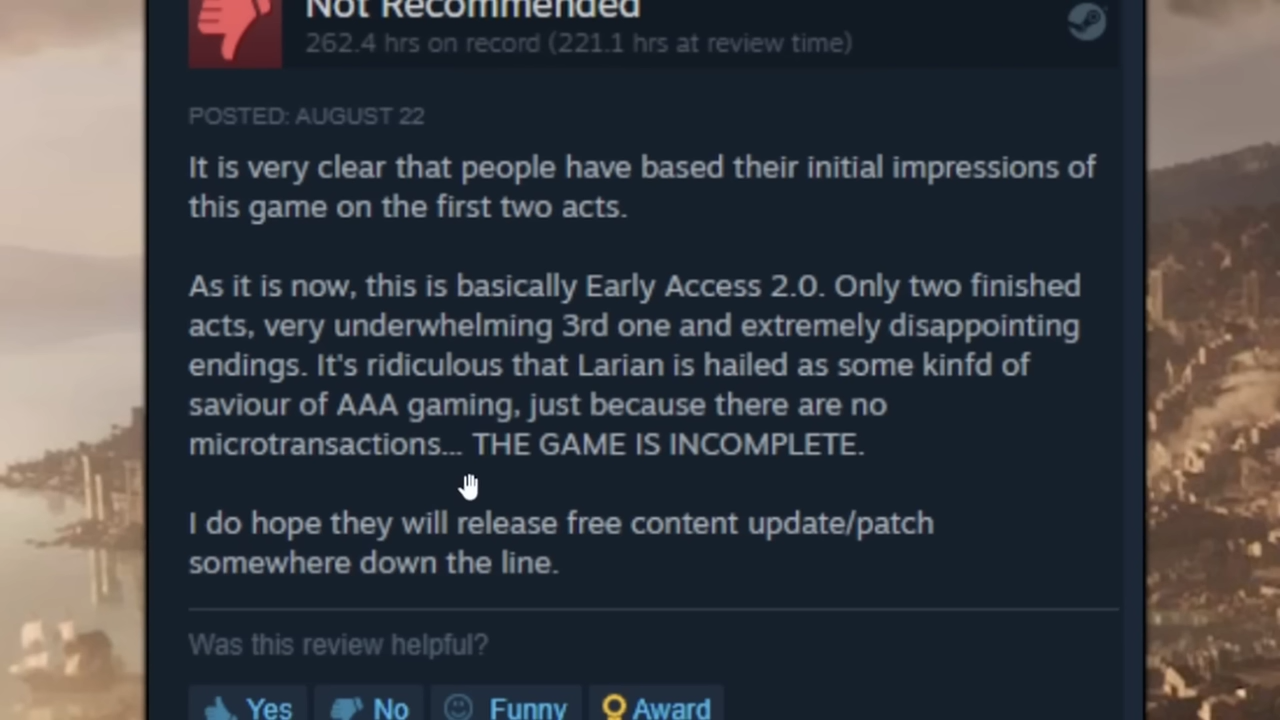 Not Recommended
262.4 hrs on record (221.1 hrs at review time)
POSTED: AUGUST 22
It is very clear that people have based their initial impressions of
this game on the first two acts.
As it is now, this is basically Early Access 2.0. Only two finished
acts, very underwhelming 3rd one and extremely disappointing
endings. It's ridiculous that Larian is hailed as some kinfd of
saviour of AAA gaming, just because there are no
microtransactions... THE GAME IS INCOMPLETE.
I do hope they will release free content update/patch
somewhere down the line.
Was this review helpful?
Yes No Funny Award